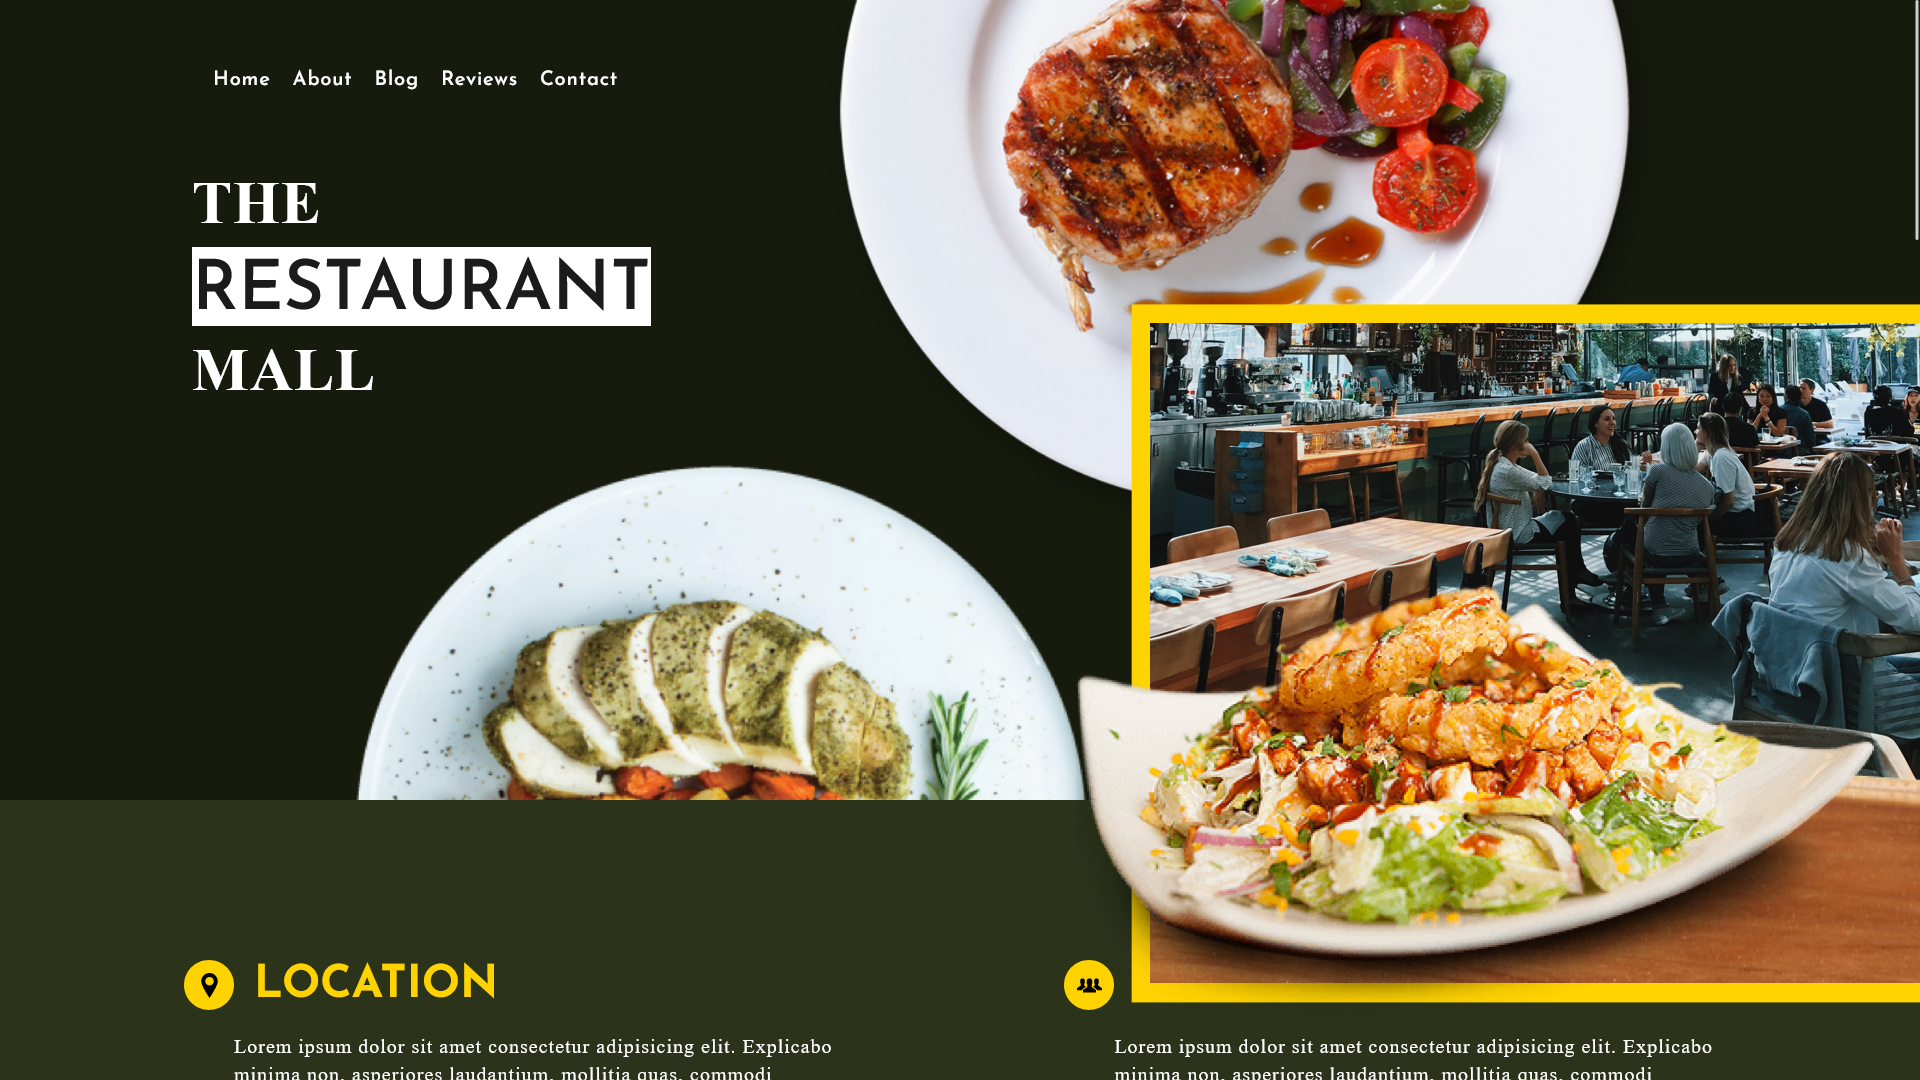 Home About Blog Reviews Contact
THE
RESTAURANT
MALL
LOCATION
Lorem ipsum dolor sit amet consectetur adipisicing elit. Explicabo
minima non, asperiores laudantium, mollitia quas, commodi
Lorem ipsum dolor sit amet consectetur adipisicing elit. Explicabo
minima non, asperiores laudantium, mollitia quas, commodi